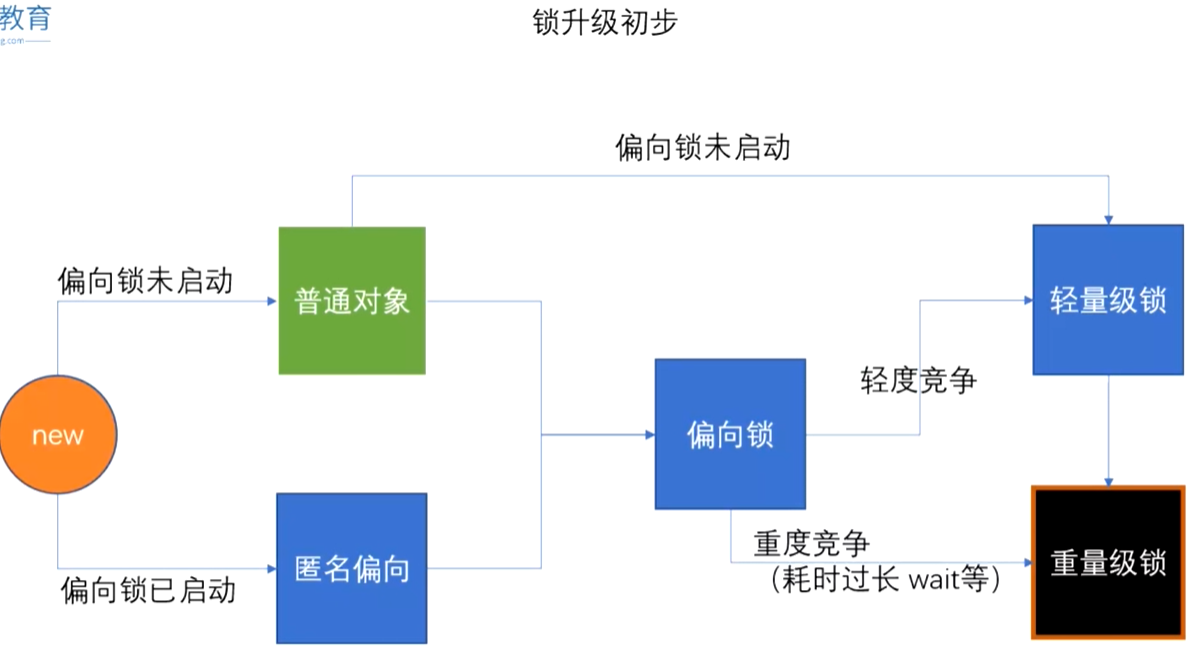 教育
g.com
锁升级初步
偏向锁未启动
偏向锁未启动
普通对象
轻量级锁
轻度竞争
new
偏向锁
匿名偏向
偏向锁已启动
重度竞争
（耗时过长 wait等）
重量级锁